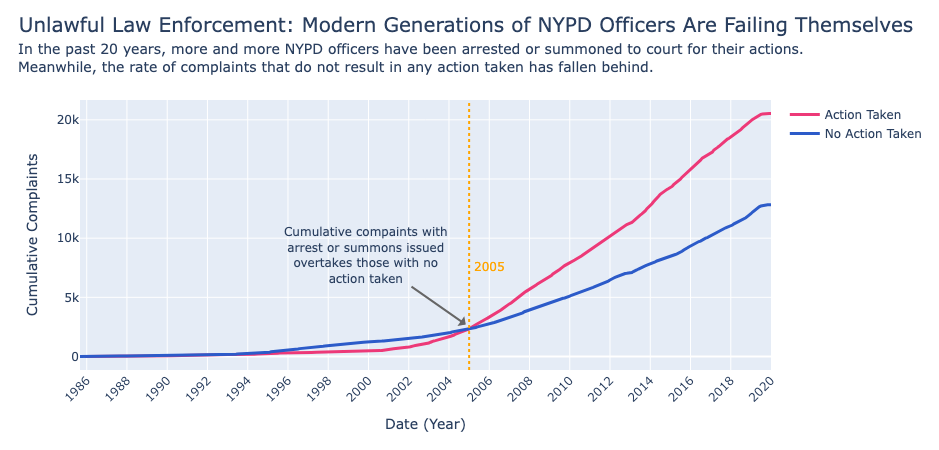 Unlawful Law Enforcement: Modern Generations of NYPD Officers Are Failing Themselves
In the past 20 years, more and more NYPD officers have been arrested or summoned to court for their actions.
Meanwhile, the rate of complaints that do not result in any action taken has fallen behind.
Action Taken
No Action Taken
Cumulative Complaints
20k
15k
10k
5k
0
Cumulative compaints with
arrest or summons issued
overtakes those with no
action taken
2005
1986
1988
1990
1992
1994
1996
1998
2000
2002
2004
2006
2008
2010
2012
2014
2016
2018
2020
Date (Year)